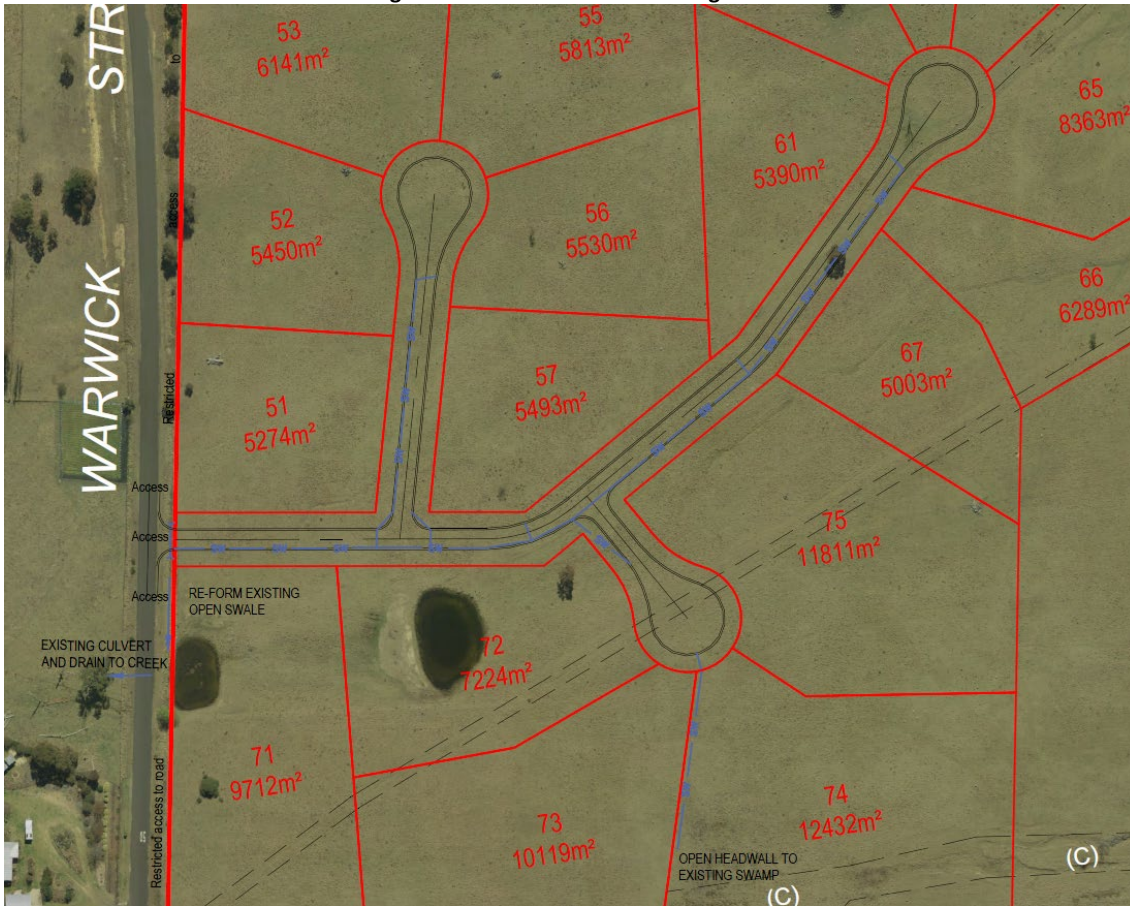 WARWICK STR
53
6141m²
55
5813m²
65
8363m²
61
5390m²
52
5450m²
56
5530m²
66
6289m²
67
5003m²
51
5274m²
57
5493m²
75
11811m²
Restricted access to
Access
Access
Access
RE-FORM EXISTING
OPEN SWALE
EXISTING CULVERT
AND DRAIN TO CREEK
72
7224m²
71
9712m²
74
12432m²
73
10119m²
Restricted access to road
OPEN HEADWALL TO
EXISTING SWAMP
(C)
(C)